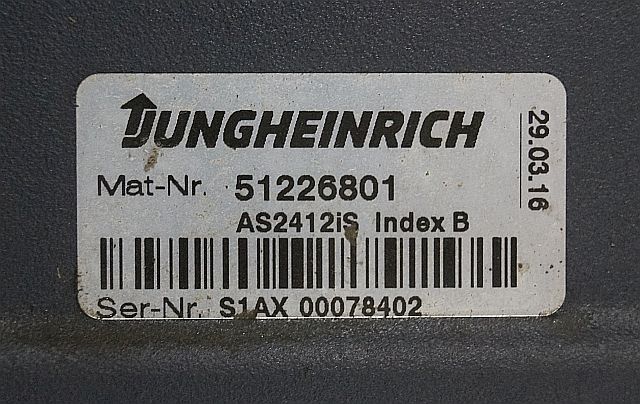 JUNGHEINRICH
Mat-Nr. 51226801
AS2412iS Index B
Ser-Nr. S1AX 00078402
29.03.16